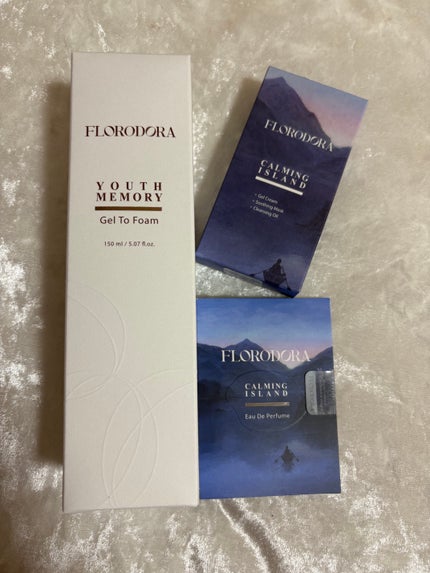 FLORODORA
YOUTH
MEMORY
Gel To Foam
150 ml / 5.07 fl.oz.
FLORODORA
CALMING
ISLAND
• Gel Cream
• Soothing Mask
• Cleansing Oil
FLORODORA
CALMING
ISLAND
Eau De Perfume